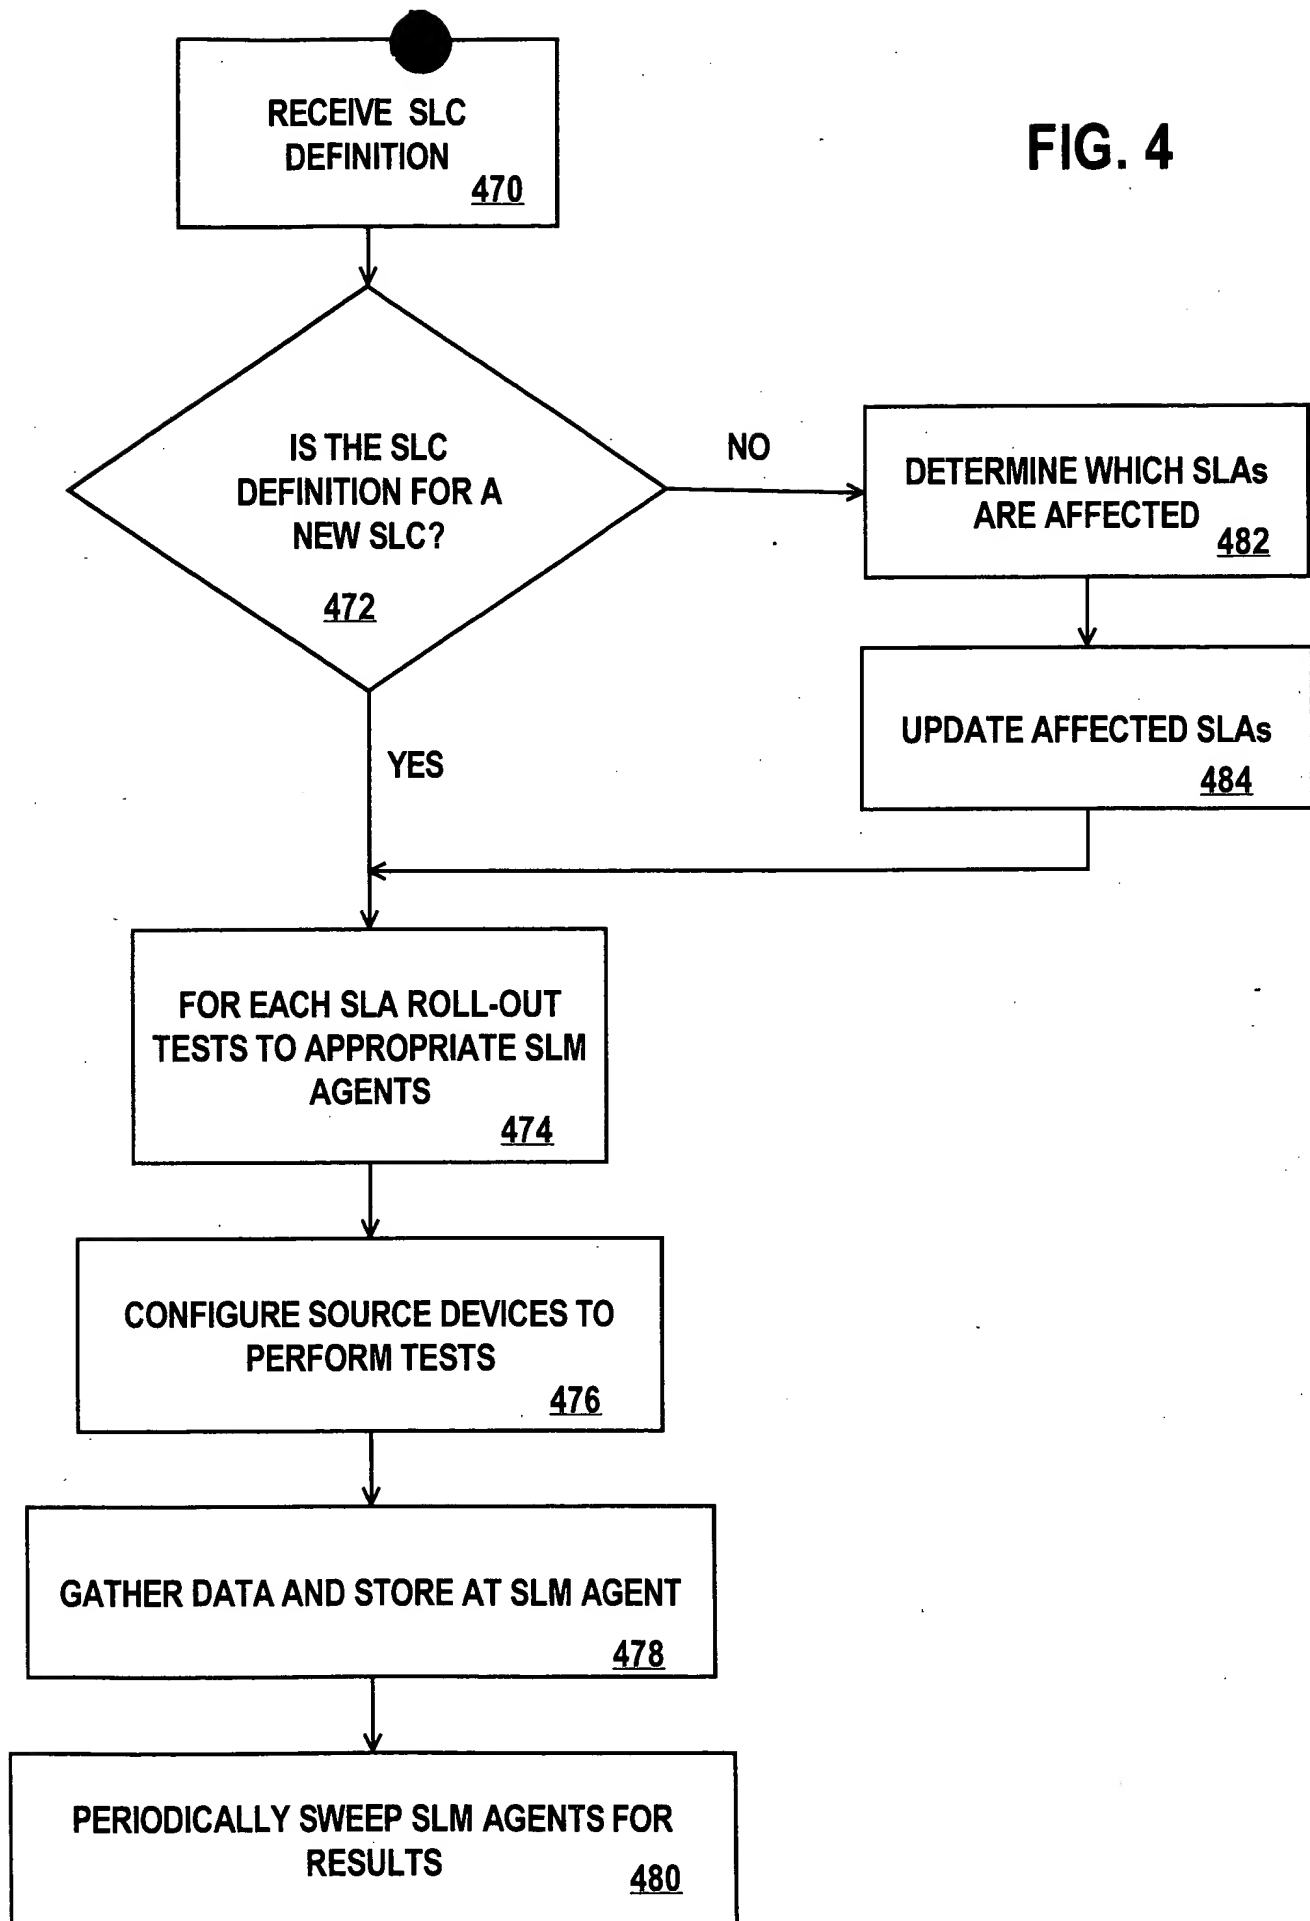 RECEIVE SLC
DEFINITION
470
FIG. 4
IS THE SLC
DEFINITION FOR A
NEW SLC?
472
NO
DETERMINE WHICH SLAs
ARE AFFECTED
482
UPDATE AFFECTED SLAs
484
YES
FOR EACH SLA ROLL-OUT
TESTS TO APPROPRIATE SLM
AGENTS
474
CONFIGURE SOURCE DEVICES TO
PERFORM TESTS
476
GATHER DATA AND STORE AT SLM AGENT
478
PERIODICALLY SWEEP SLM AGENTS FOR
RESULTS
480